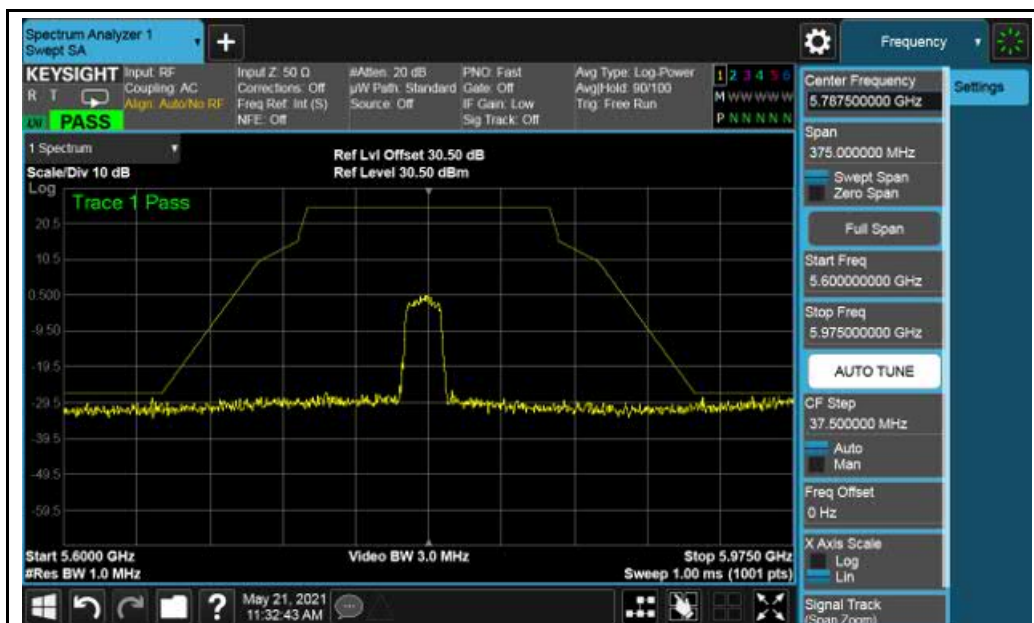 Spectrum Analyzer 1
Swept SA
+
Frequency
KEYSIGHT
R T
PASS
Input: RF
Coupling: AC
Align: Auto/No RF
Input Z: 50 Ω
Corrections: Off
Freq Ref: Int (S)
NFE: Off
#Atten: 20 dB
µW Path: Standard
Source: Off
PNO: Fast
Gate: Off
IF Gain: Low
Sig Track: Off
Avg Type: Log-Power
Avg|Hold: 90/100
Trig: Free Run
1 2 3 4 5 6
M W W W W W
P N N N N N
1 Spectrum
Scale/Div 10 dB
Ref Lvl Offset 30.50 dB
Ref Level 30.50 dBm
Log
Trace 1 Pass
20.5
10.5
0.500
-9.50
-19.5
-29.5
-39.5
-49.5
-59.5
Start 5.6000 GHz
#Res BW 1.0 MHz
Video BW 3.0 MHz
Stop 5.9750 GHz
Sweep 1.00 ms (1001 pts)
?
May 21, 2021
11:32:43 AM
Center Frequency
5.787500000 GHz
Settings
Span
375.000000 MHz
Swept Span
Zero Span
Full Span
Start Freq
5.600000000 GHz
Stop Freq
5.975000000 GHz
AUTO TUNE
CF Step
37.500000 MHz
Auto
Man
Freq Offset
0 Hz
X Axis Scale
Log
Lin
Signal Track
(Span Zoom)